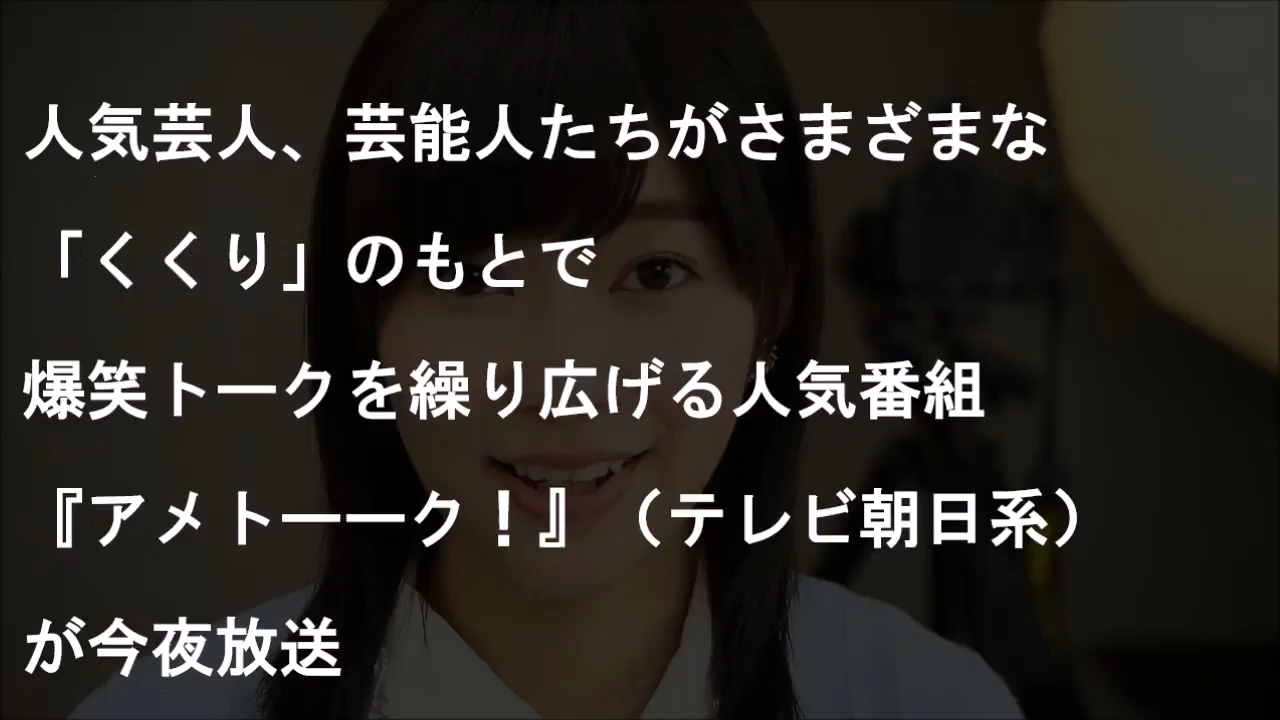 人気芸人、芸能人たちがさまざまな
「くくり」のもとで
爆笑トークを繰り広げる人気番組
『アメトーーク！』（テレビ朝日系）
が今夜放送